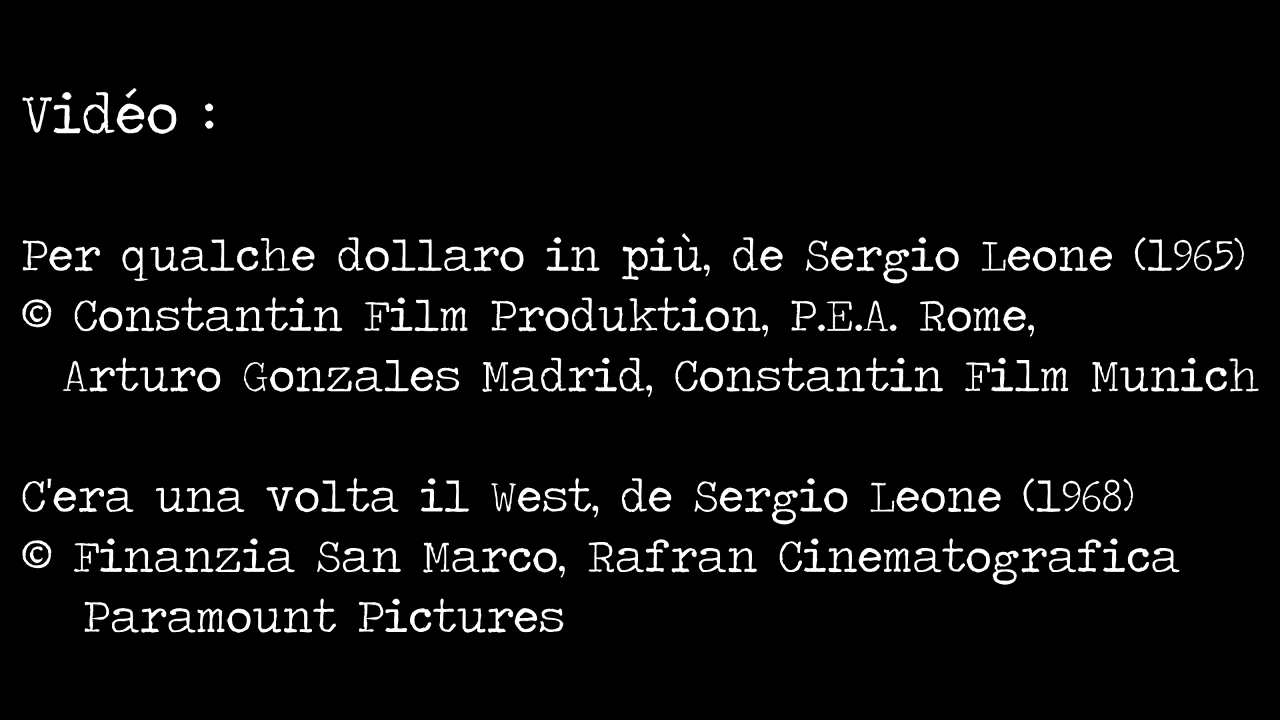 Vidéo :
Per qualche dollaro in più, de Sergio Leone (1965)
© Constantin Film Produktion, P.E.A. Rome,
Arturo Gonzales Madrid, Constantin Film Munich
C'era una volta il West, de Sergio Leone (1968)
© Finanzia San Marco, Rafran Cinematografica
Paramount Pictures